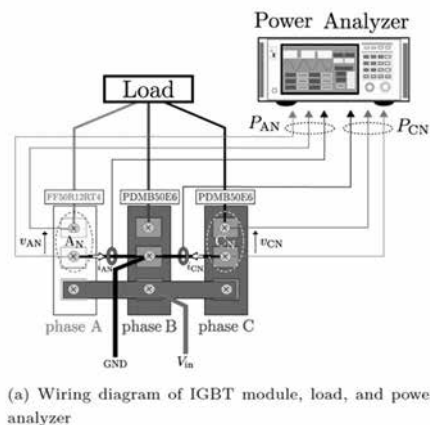 Power Analyzer
Load
P_AN
P_CN
FF50R12RT4
PDMB50E6
PDMB50E6
v_AN
A_N
C_N
v_CN
i_AN
i_CN
phase A
phase B
phase C
GND
V_in
(a) Wiring diagram of IGBT module, load, and powe
analyzer